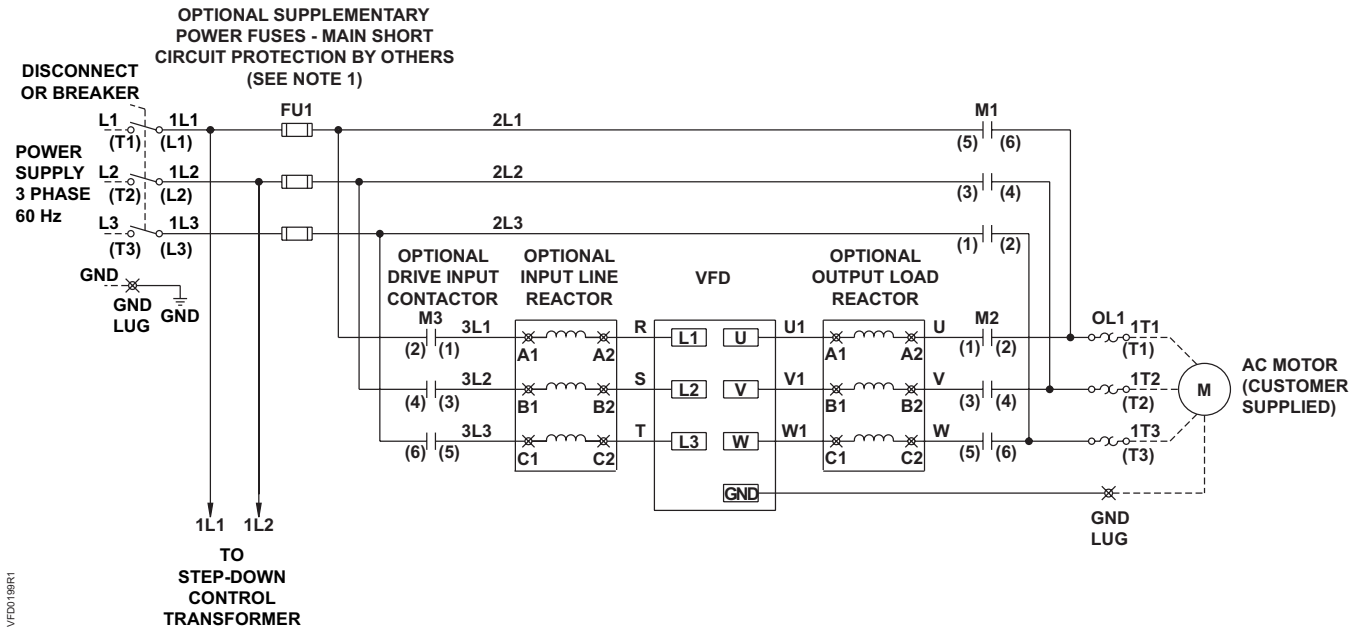 OPTIONAL SUPPLEMENTARY
POWER FUSES - MAIN SHORT
CIRCUIT PROTECTION BY OTHERS
(SEE NOTE 1)
DISCONNECT
OR BREAKER
FU1
M1
L1 1L1 2L1
(T1) (L1) (5) (6)
POWER
SUPPLY
3 PHASE
60 Hz
L2 1L2 2L2
(T2) (L2) (3) (4)
L3 1L3 2L3
(T3) (L3) (1) (2)
GND
GND
LUG
GND
OPTIONAL
DRIVE INPUT
CONTACTOR
M3
OPTIONAL
INPUT LINE
REACTOR
VFD
OPTIONAL
OUTPUT LOAD
REACTOR
M2
OL1
3L1 R L1 U U1 U 1T1
(2) (1) A1 A2 A1 A2 (1) (2) (T1)
3L2 S L2 V V1 V 1T2
(4) (3) B1 B2 B1 B2 (3) (4) (T2)
3L3 T L3 W W1 W 1T3
(6) (5) C1 C2 C1 C2 (5) (6) (T3)
M
AC MOTOR
(CUSTOMER
SUPPLIED)
GND
GND
LUG
1L1 1L2
TO
STEP-DOWN
CONTROL
TRANSFORMER
VFD0199R1